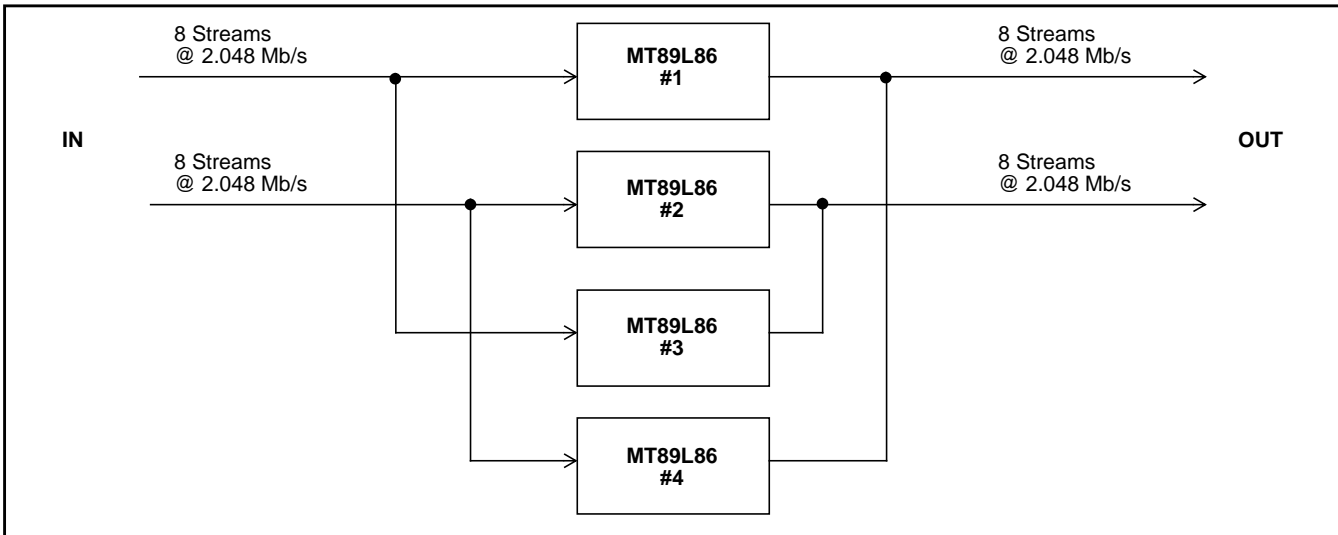 8 Streams
@ 2.048 Mb/s
MT89L86
#1
8 Streams
@ 2.048 Mb/s
IN
OUT
8 Streams
@ 2.048 Mb/s
MT89L86
#2
8 Streams
@ 2.048 Mb/s
MT89L86
#3
MT89L86
#4